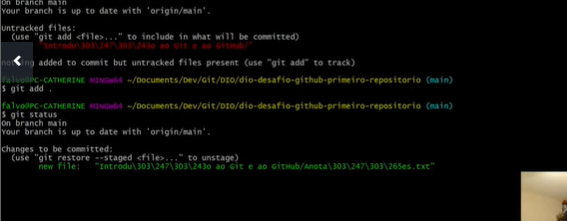 On branch main
Your branch is up to date with 'origin/main'.
Untracked files:
(use "git add <file>..." to include in what will be committed)
"Introdu\303\247\303\243o ao Git e ao GitHub/"
nothing added to commit but untracked files present (use "git add" to track)
falvo@PC-CATHERINE MINGW64 ~/Documents/Dev/Git/DIO/dio-desafio-github-primeiro-repositorio (main)
$ git add .
falvo@PC-CATHERINE MINGW64 ~/Documents/Dev/Git/DIO/dio-desafio-github-primeiro-repositorio (main)
$ git status
On branch main
Your branch is up to date with 'origin/main'.
Changes to be committed:
(use "git restore --staged <file>..." to unstage)
new file: "Introdu\303\247\303\243o ao Git e ao GitHub/Anota\303\247\303\265es.txt"